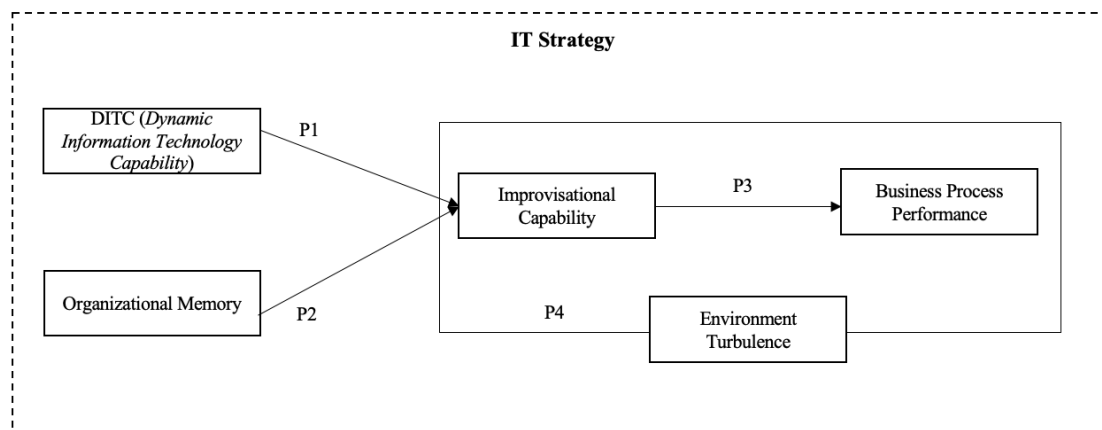 IT Strategy
DITC (Dynamic
Information Technology
Capability)
P1
Improvisational
Capability
P3
Business Process
Performance
Organizational Memory
P2
P4
Environment
Turbulence